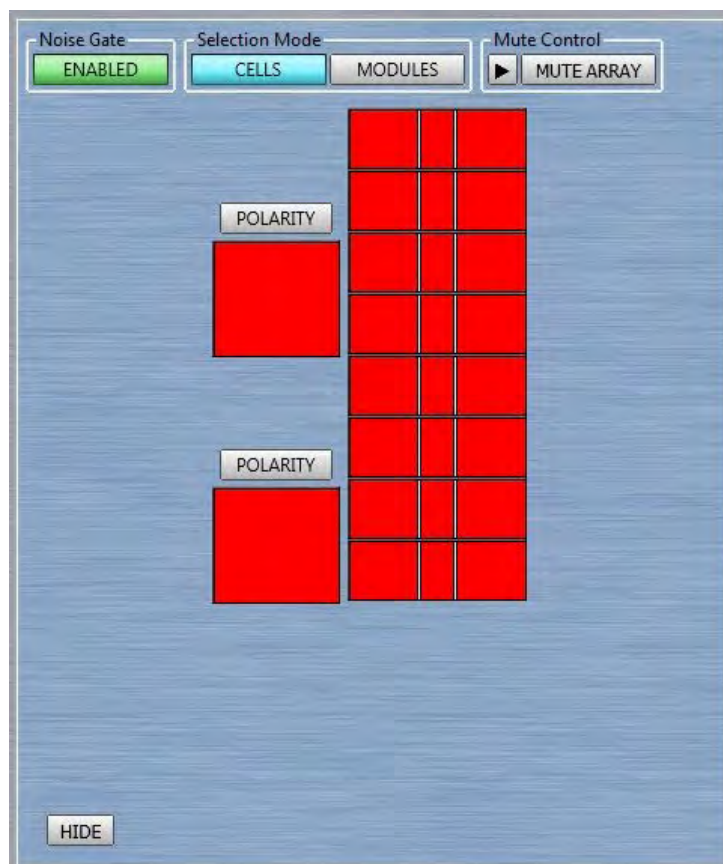 Noise Gate Selection Mode Mute Control
ENABLED CELLS MODULES ▶ MUTE ARRAY
POLARITY
POLARITY
HIDE